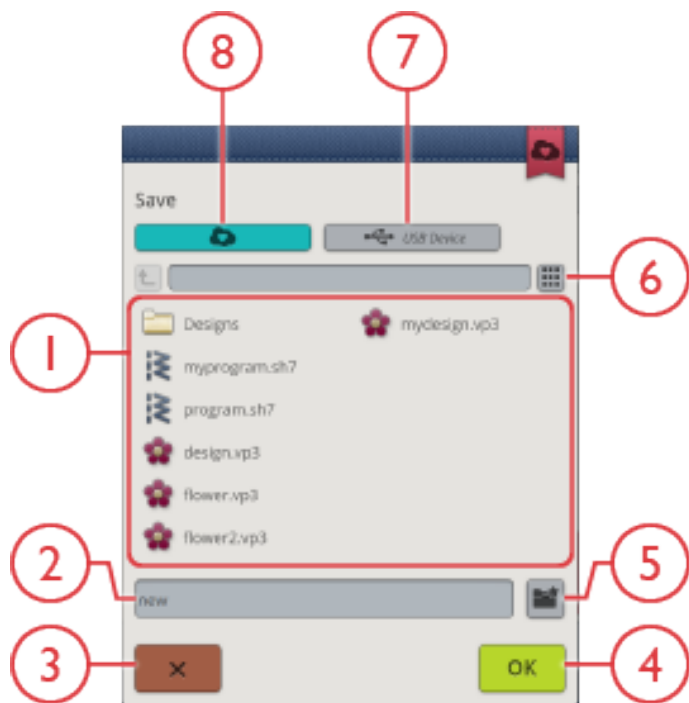 8 7
Save
USB Device
6
1
Designs mydesign.vp3
myprogram.sh7
program.sh7
design.vp3
flower.vp3
flower2.vp3
2 5
new
3 OK 4